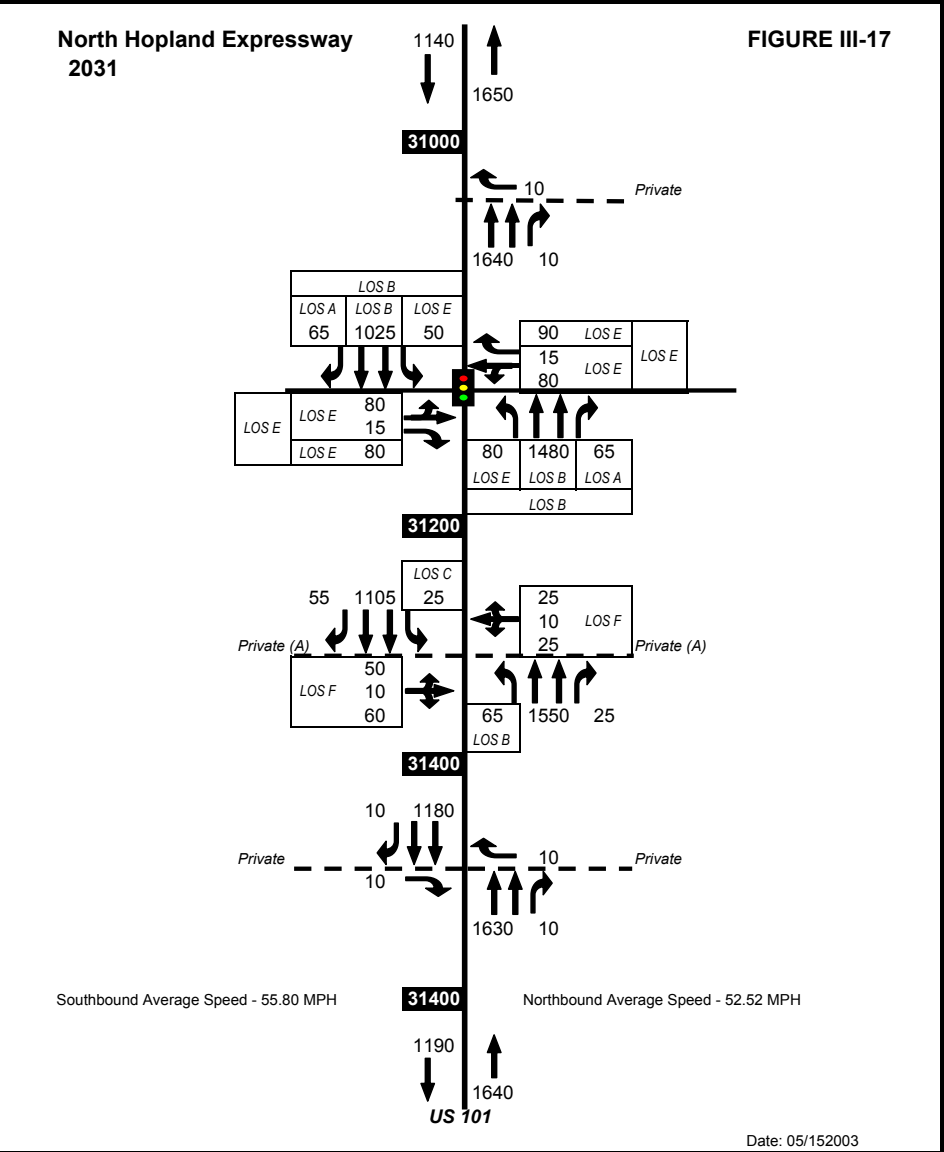 North Hopland Expressway
2031
FIGURE III-17
1140
1650
31000
10
Private
1640 10
LOS B
LOS A LOS B LOS E
65 1025 50
90 LOS E
15
80
LOS E
LOS E
LOS E
LOS E
80
15
LOS E 80
80 1480 65
LOS E LOS B LOS A
LOS B
31200
LOS C
55 1105 25
25
10 LOS F
25
Private (A)
Private (A)
50
LOS F 10
60
65 1550 25
LOS B
31400
10 1180
Private
10
10
Private
1630 10
Southbound Average Speed - 55.80 MPH
31400
Northbound Average Speed - 52.52 MPH
1190
1640
US 101
Date: 05/152003